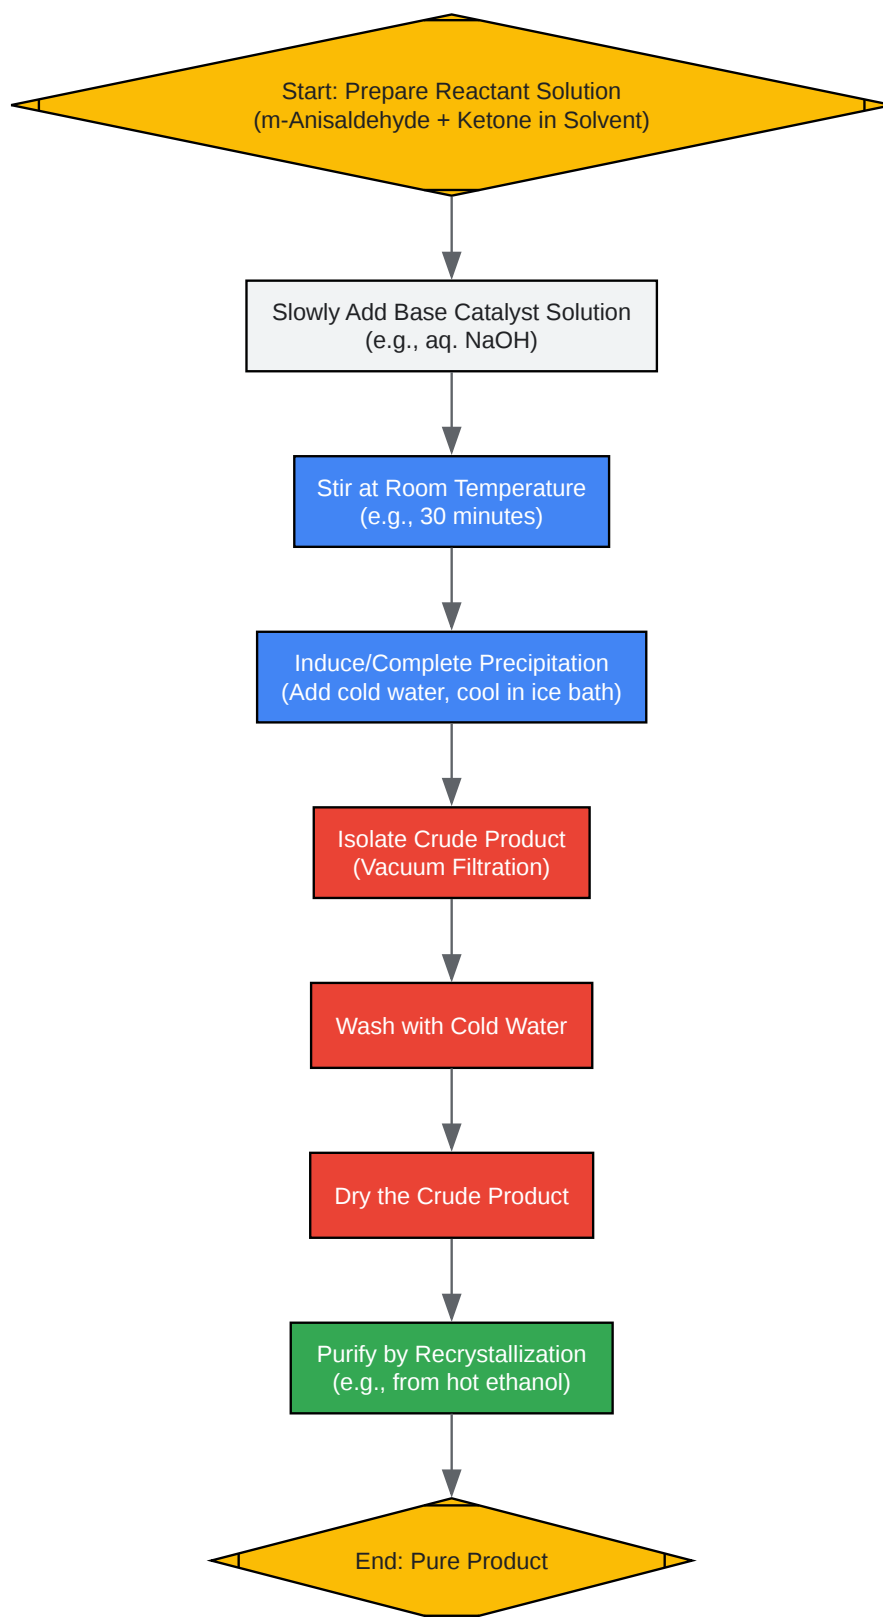 Start: Prepare Reactant Solution
(m-Anisaldehyde + Ketone in Solvent)
Slowly Add Base Catalyst Solution
(e.g., aq. NaOH)
Stir at Room Temperature
(e.g., 30 minutes)
Induce/Complete Precipitation
(Add cold water, cool in ice bath)
Isolate Crude Product
(Vacuum Filtration)
Wash with Cold Water
Dry the Crude Product
Purify by Recrystallization
(e.g., from hot ethanol)
End: Pure Product